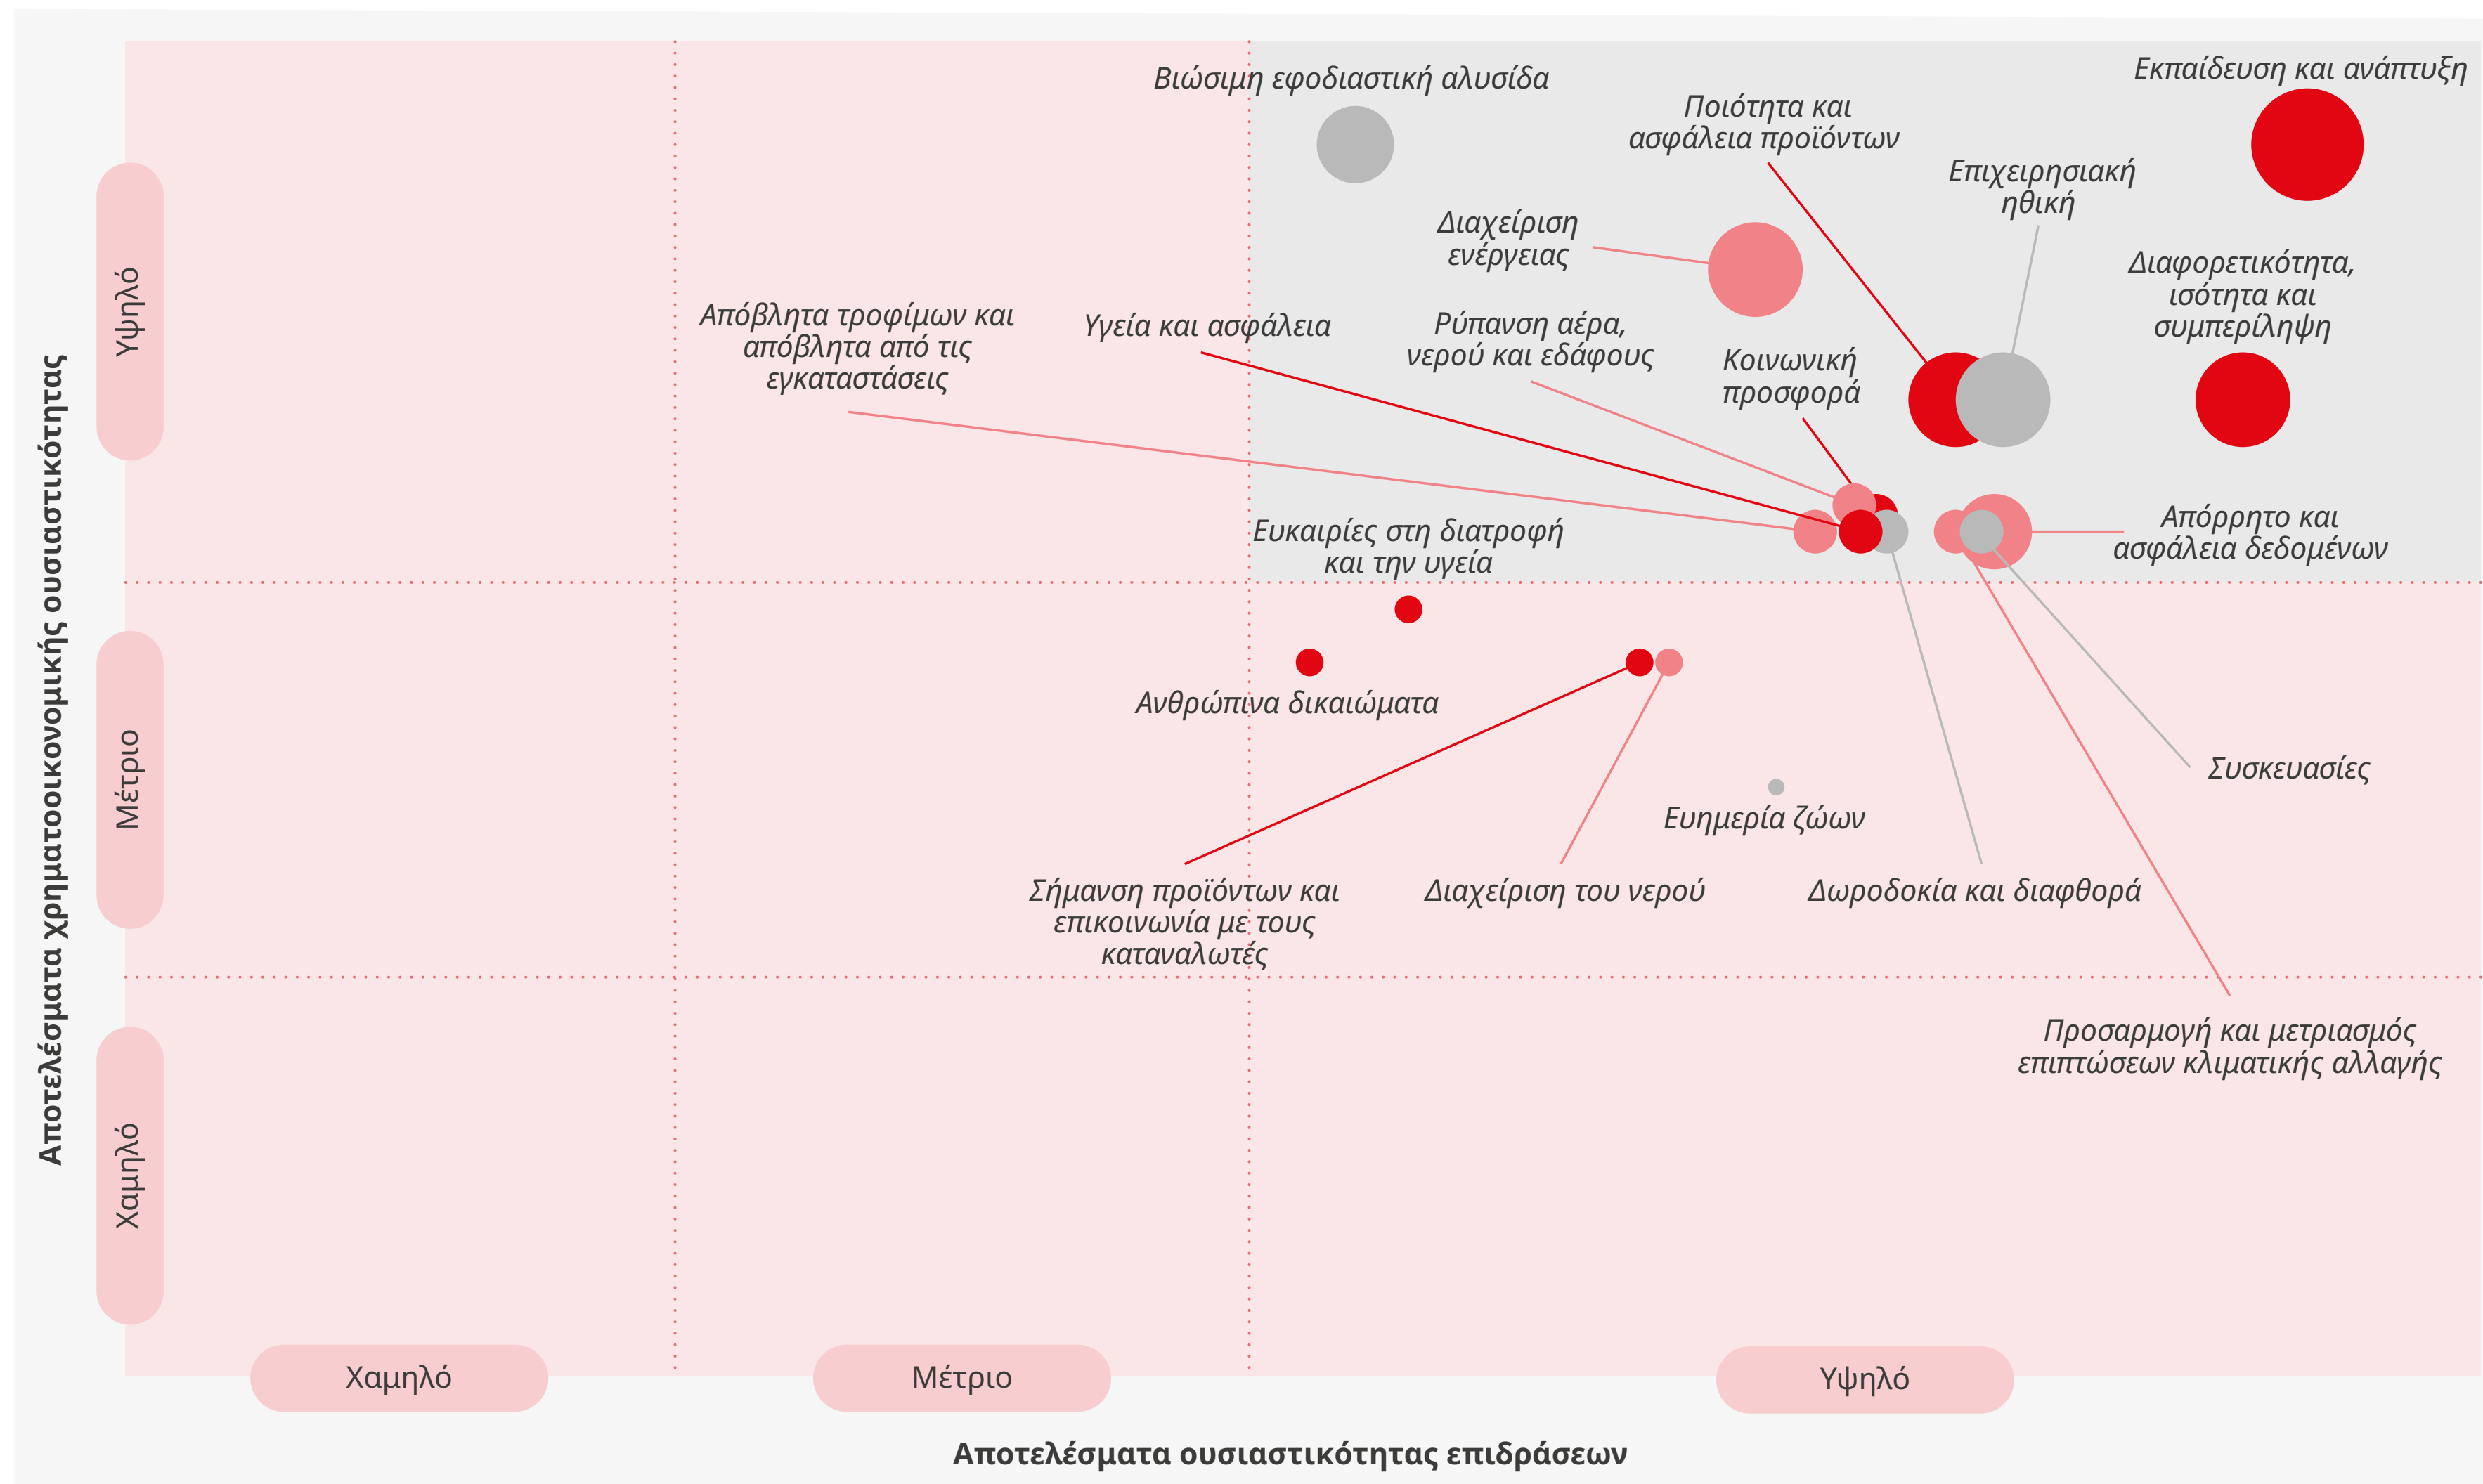 Βιώσιμη εφοδιαστική αλυσίδα
Εκπαίδευση και ανάπτυξη
Ποιότητα και
ασφάλεια προϊόντων
Επιχειρησιακή
ηθική
Διαχείριση
ενέργειας
Διαφορετικότητα,
ισότητα και
συμπερίληψη
Απόβλητα τροφίμων και
απόβλητα από τις
εγκαταστάσεις
Υγεία και ασφάλεια
Ρύπανση αέρα,
νερού και εδάφους
Κοινωνική
προσφορά
Ευκαιρίες στη διατροφή
και την υγεία
Απόρρητο και
ασφάλεια δεδομένων
Ανθρώπινα δικαιώματα
Συσκευασίες
Ευημερία ζώων
Σήμανση προϊόντων και
επικοινωνία με τους
καταναλωτές
Διαχείριση του νερού
Δωροδοκία και διαφθορά
Προσαρμογή και μετριασμός
επιπτώσεων κλιματικής αλλαγής
Αποτελέσματα χρηματοοικονομικής ουσιαστικότητας
Υψηλό
Μέτριο
Χαμηλό
Χαμηλό
Μέτριο
Υψηλό
Αποτελέσματα ουσιαστικότητας επιδράσεων